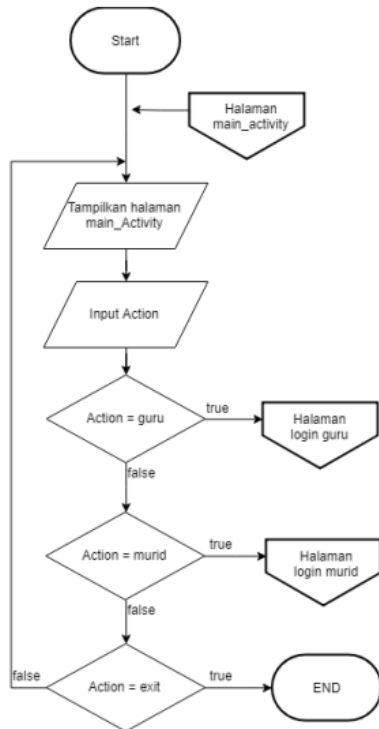 Start
Halaman
main_activity
Tampilkan halaman
main_Activity
Input Action
Action = guru
true
Halaman
login guru
false
Action = murid
true
Halaman
login murid
false
Action = exit
false
true
END